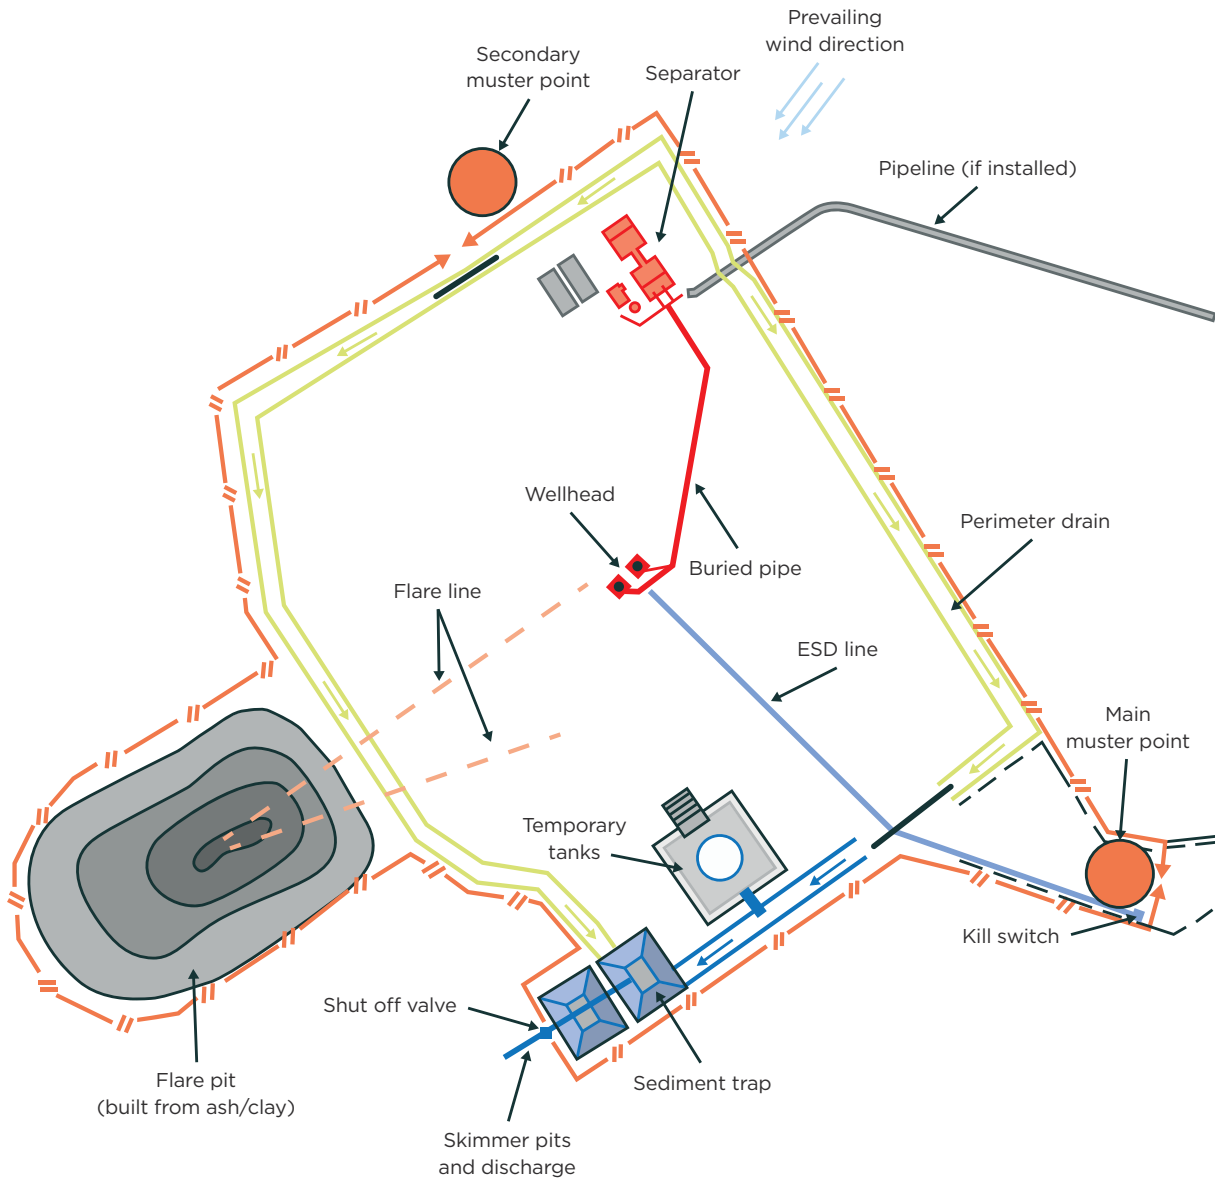 Prevailing
wind direction
Secondary
muster point
Separator
Pipeline (if installed)
Wellhead
Perimeter drain
Buried pipe
Flare line
ESD line
Main
muster point
Temporary
tanks
Kill switch
Shut off valve
Flare pit
(built from ash/clay)
Sediment trap
Skimmer pits
and discharge